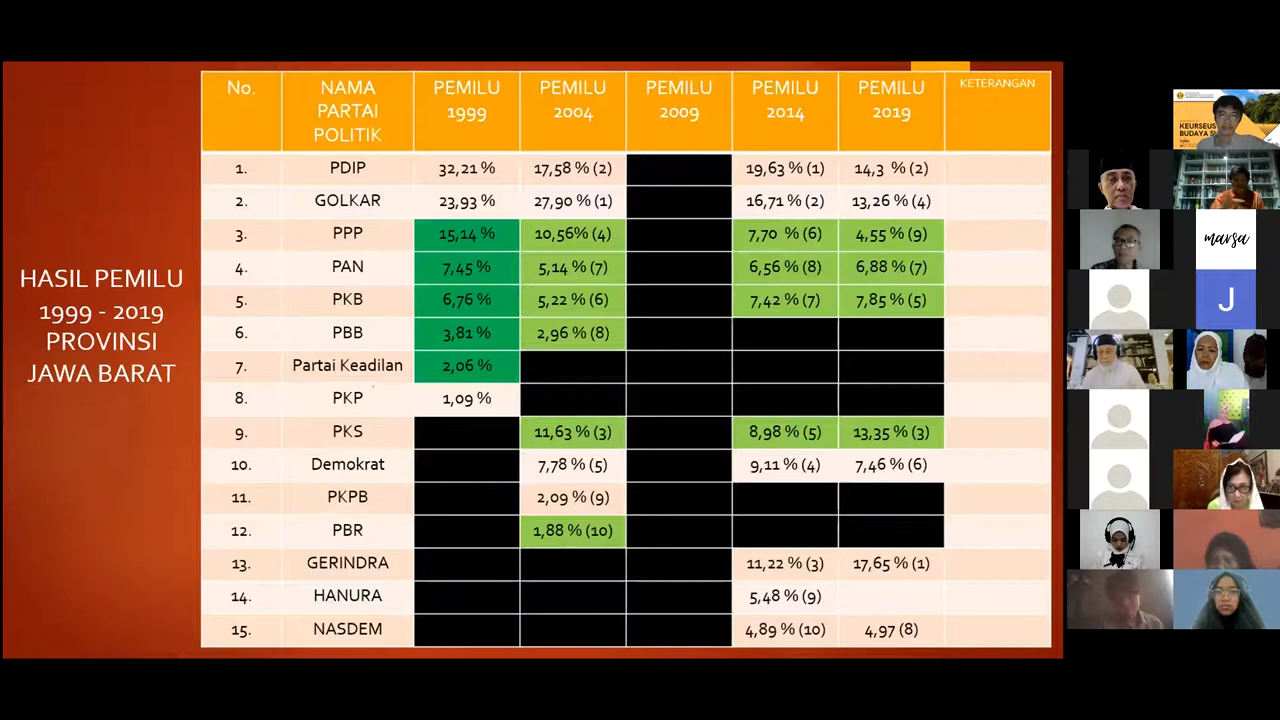 HASIL PEMILU
1999 - 2019
PROVINSI
JAWA BARAT
No. NAMA PARTAI POLITIK PEMILU 1999 PEMILU 2004 PEMILU 2009 PEMILU 2014 PEMILU 2019 KETERANGAN
1. PDIP 32,21 % 17,58 % (2) 19,63 % (1) 14,3 % (2)
2. GOLKAR 23,93 % 27,90 % (1) 16,71 % (2) 13,26 % (4)
3. PPP 15,14 % 10,56% (4) 7,70 % (6) 4,55 % (9)
4. PAN 7,45 % 5,14 % (7) 6,56 % (8) 6,88 % (7)
5. PKB 6,76 % 5,22 % (6) 7,42 % (7) 7,85 % (5)
6. PBB 3,81 % 2,96 % (8)
7. Partai Keadilan 2,06 %
8. PKP 1,09 %
9. PKS 11,63 % (3) 8,98 % (5) 13,35 % (3)
10. Demokrat 7,78 % (5) 9,11 % (4) 7,46 % (6)
11. PKPB 2,09 % (9)
12. PBR 1,88 % (10)
13. GERINDRA 11,22 % (3) 17,65 % (1)
14. HANURA 5,48 % (9)
15. NASDEM 4,89 % (10) 4,97 (8)
KEURSEUS
BUDAYA
marsa
J